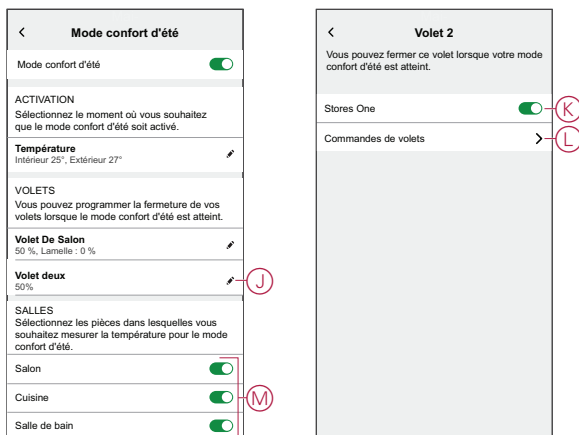 Mode confort d'été
Mode confort d'été
ACTIVATION
Sélectionnez le moment où vous souhaitez
que le mode confort d'été soit activé.
Température
Intérieur 25°, Extérieur 27°
VOLETS
Vous pouvez programmer la fermeture de vos
volets lorsque le mode confort d'été est atteint.
Volet De Salon
50 %, Lamelle : 0 %
Volet deux
50%
J
SALLES
Sélectionnez les pièces dans lesquelles vous
souhaitez mesurer la température pour le mode
confort d'été.
Salon
Cuisine
M
Salle de bain
Volet 2
Vous pouvez fermer ce volet lorsque votre mode
confort d'été est atteint.
Stores One
K
Commandes de volets
L